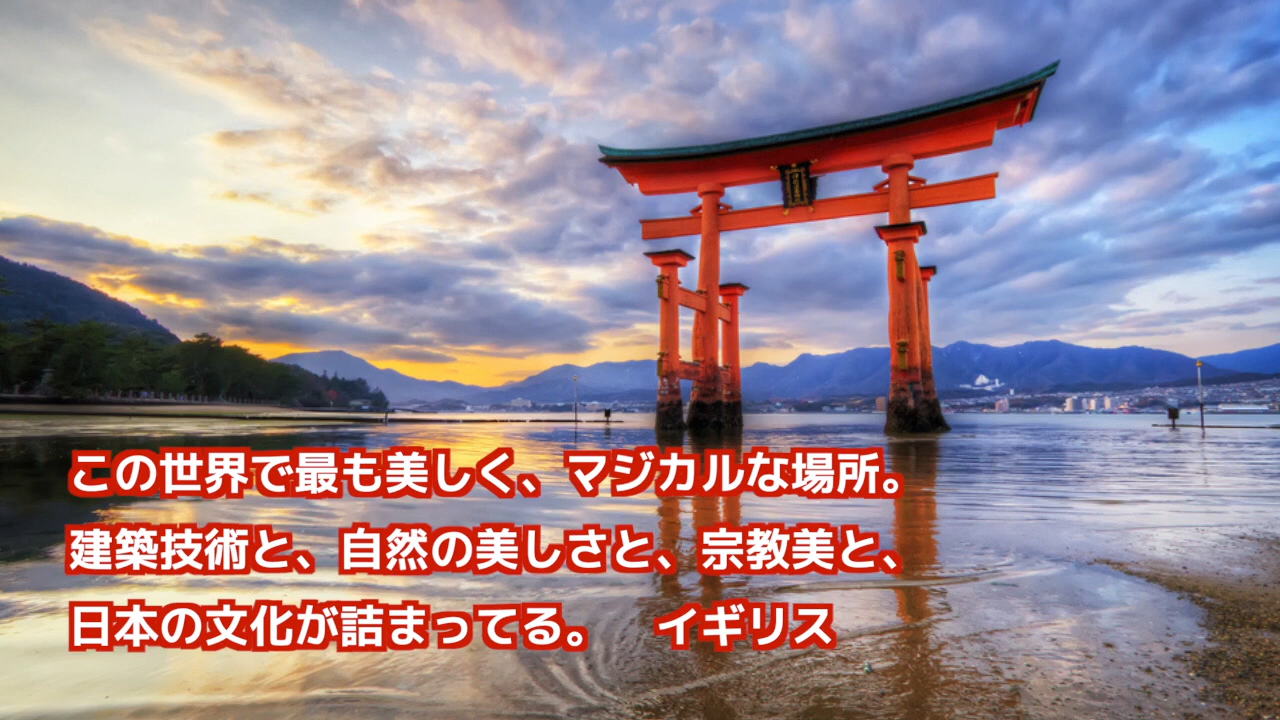 この世界で最も美しく、マジカルな場所。
建築技術と、自然の美しさと、宗教美と、
日本の文化が詰まってる。　イギリス